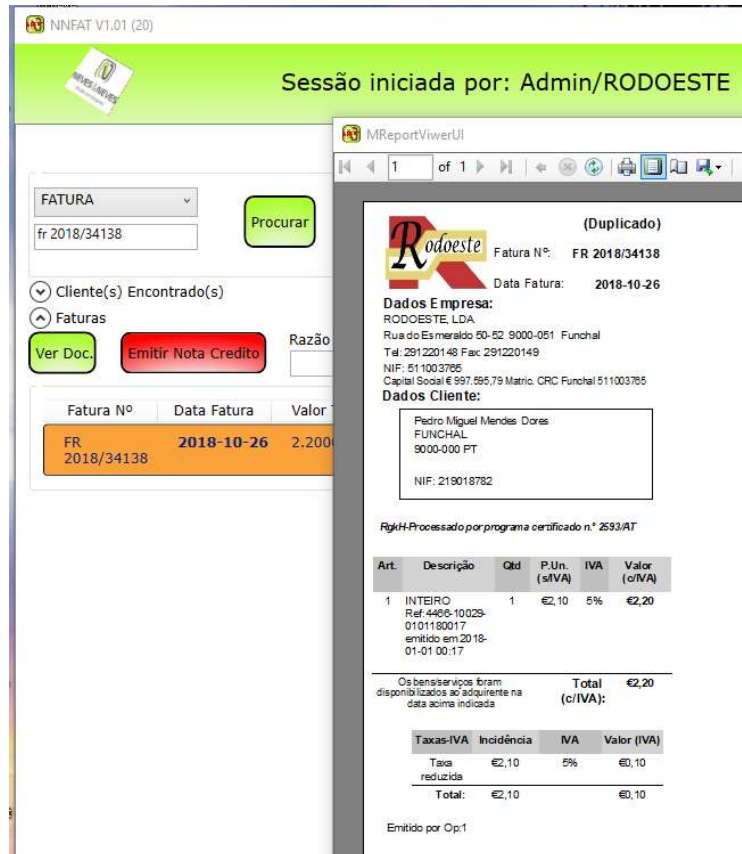 NNFAT V1.01 (20)
NEVES & NEVES
Sessão iniciada por: Admin/RODOESTE
FATURA
fr 2018/34138
Procurar
Cliente(s) Encontrado(s)
Faturas
Ver Doc.
Emitir Nota Credito
Razão
Fatura Nº Data Fatura Valor
FR 2018-10-26 2.200
2018/34138
MReportViwerUI
1 of 1
(Duplicado)
Rodoeste
Fatura Nº: FR 2018/34138
Data Fatura: 2018-10-26
Dados Empresa:
RODOESTE, LDA
Rua do Esmeraldo 50-52 9000-051 Funchal
Tel: 291220148 Fax: 291220149
NIF: 511003765
Capital Social € 997.595,79 Matric. CRC Funchal 511003765
Dados Cliente:
Pedro Miguel Mendes Dores
FUNCHAL
9000-000 PT
NIF: 219018782
RgkH-Processado por programa certificado n.º 2593/AT
Art. Descrição Qtd P.Un. IVA Valor
(s/IVA) (c/IVA)
1 INTEIRO 1 €2,10 5% €2,20
Ref:4466-10029-
0101180017
emitido em 2018-
01-01 00:17
Os bens/serviços foram
disponibilizados ao adquirente na
data acima indicada
Total €2,20
(c/IVA):
Taxas-IVA Incidência IVA Valor (IVA)
Taxa €2,10 5% €0,10
reduzida
Total: €2,10 €0,10
Emitido por Op:1